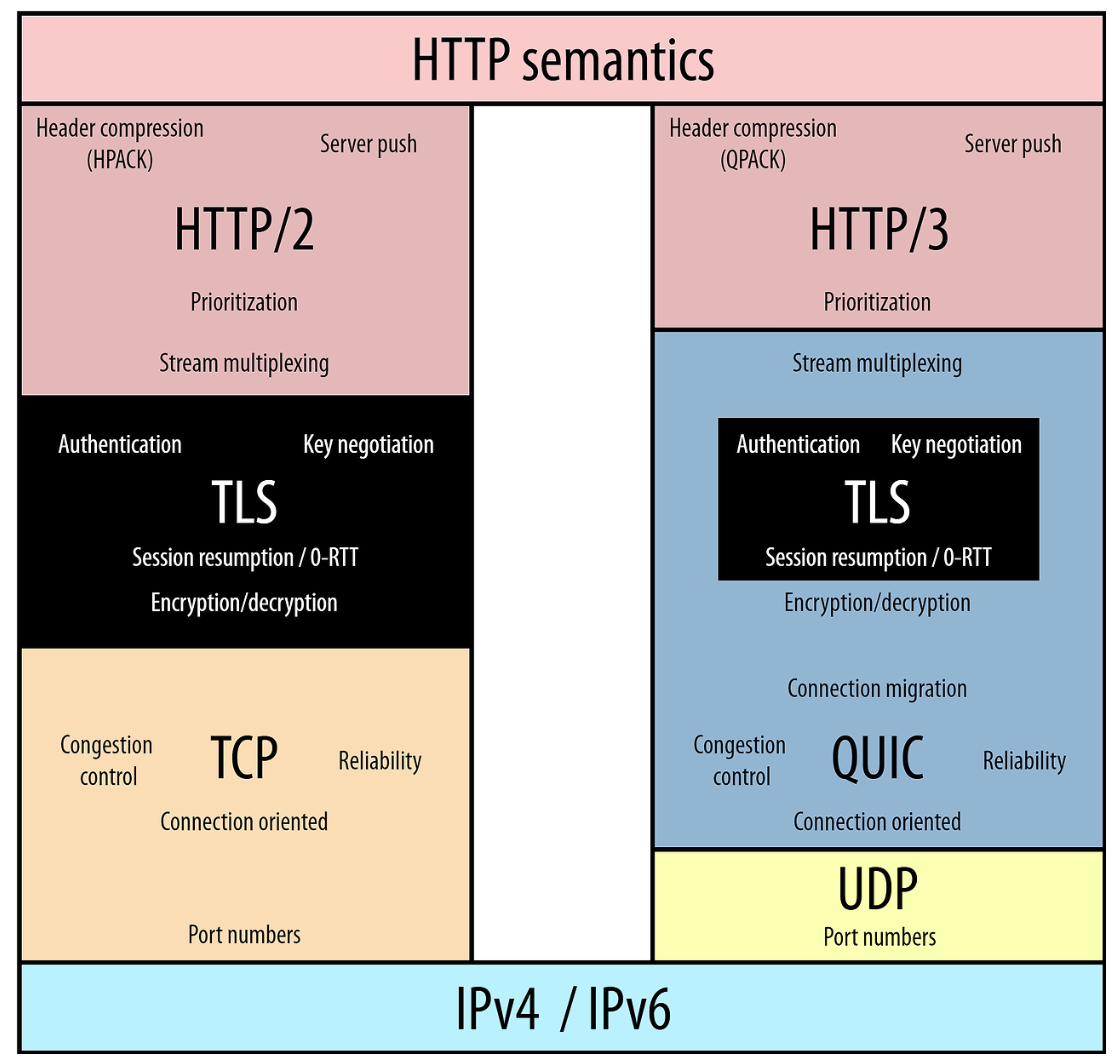 HTTP semantics
Header compression
(HPACK)
Server push
HTTP/2
Prioritization
Stream multiplexing
Authentication
Key negotiation
TLS
Session resumption / 0-RTT
Encryption/decryption
Congestion
control
TCP
Reliability
Connection oriented
Port numbers
Header compression
(QPACK)
Server push
HTTP/3
Prioritization
Stream multiplexing
Authentication
Key negotiation
TLS
Session resumption / 0-RTT
Encryption/decryption
Connection migration
Congestion
control
QUIC
Reliability
Connection oriented
UDP
Port numbers
IPv4 / IPv6